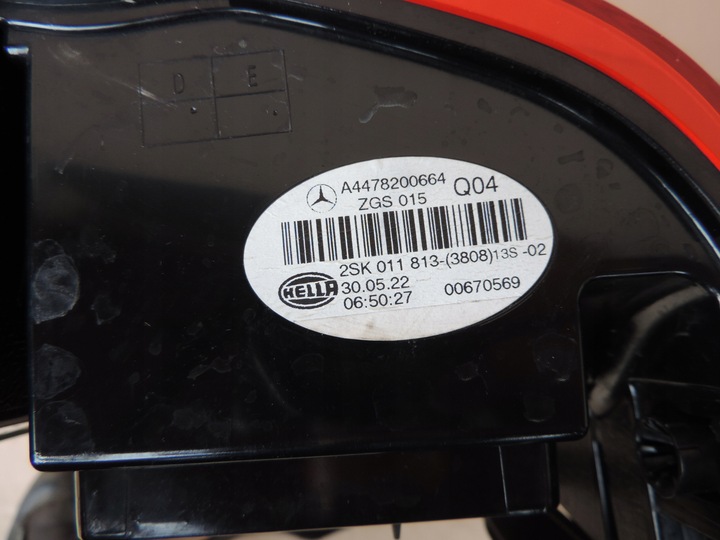 D E
A4478200664 Q04
ZGS 015
2SK 011 813-(3808)13S -02
HELLA 30.05.22 00670569
06:50:27